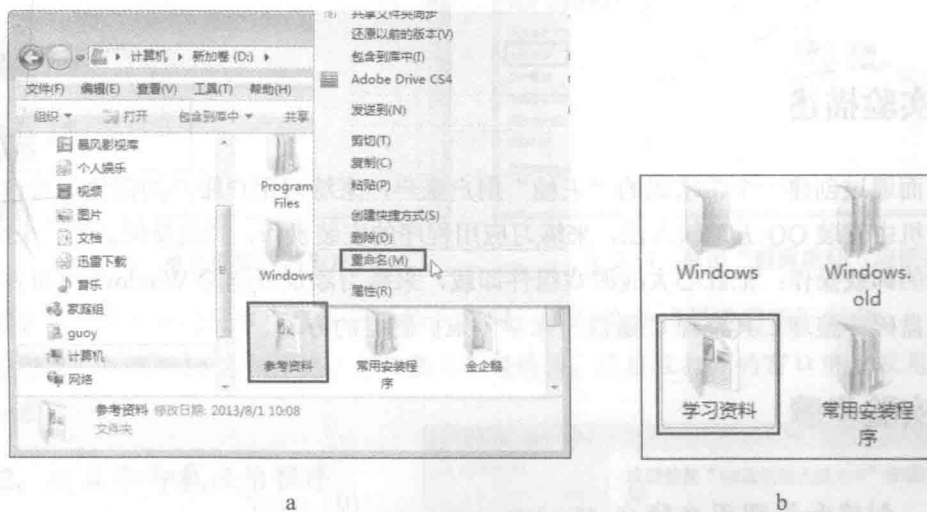 共享文件夹同步
还原以前的版本(V)
包含到库中(I)
Adobe Drive CS4
发送到(N)
剪切(T)
复制(C)
粘贴(P)
创建快捷方式(S)
删除(D)
重命名(M)
属性(R)
计算机 ▸ 新加卷 (D:) ▸
文件(F) 编辑(E) 查看(V) 工具(T) 帮助(H)
组织 ▾ 打开 包含到库中 ▾ 共享
暴风影视库
个人娱乐
视频
图片
文档
迅雷下载
音乐
家庭组
guoy
计算机
网络
Program
Files
Windows
参考资料
常用安装程
序
参考资料 修改日期: 2013/8/1 10:08
文件夹
a
Windows
Windows.
old
学习资料
常用安装程
序
b